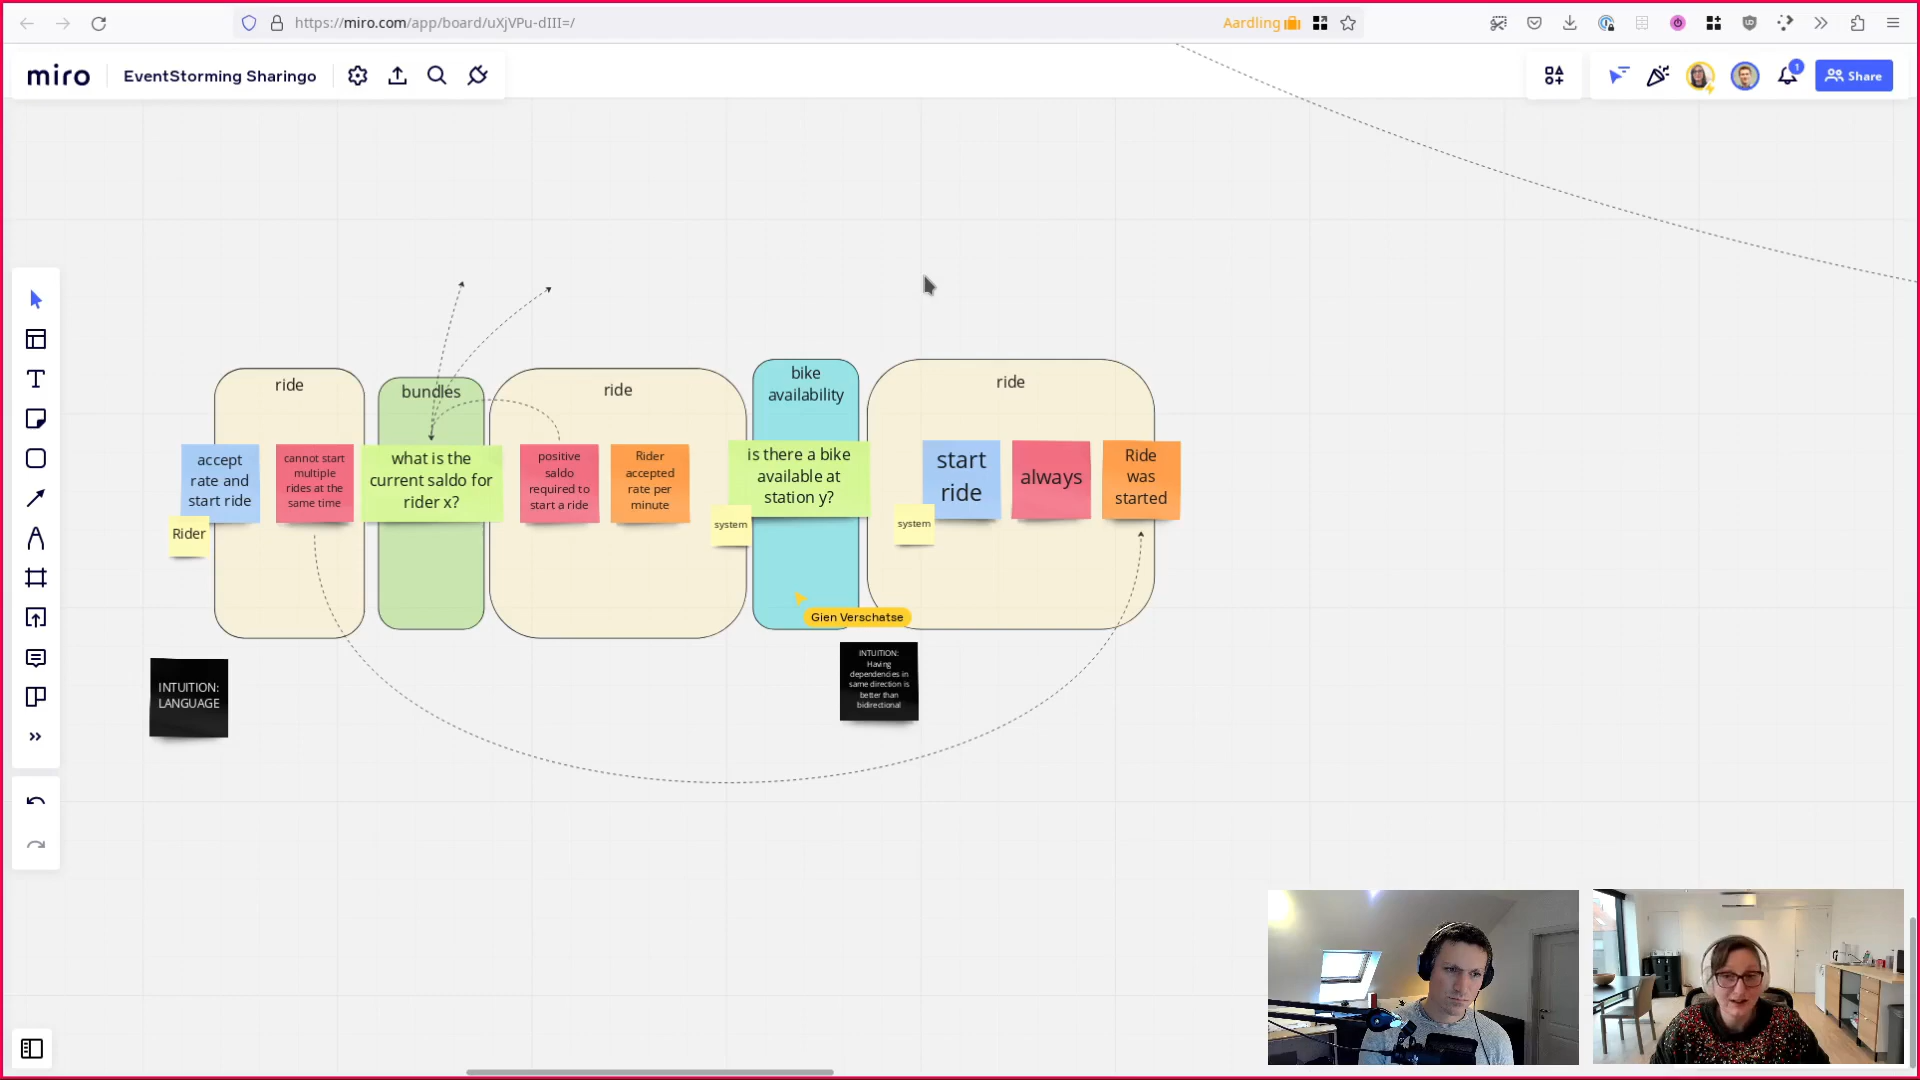 https://miro.com/app/board/uXjVPu-dIII=/
Aardling
miro
EventStorming Sharingo
1
Share
ride
bundles
ride
bike
availability
ride
accept
rate and
start ride
Rider
cannot start
multiple
rides at the
same time
what is the
current saldo for
rider x?
positive
saldo
required to
start a ride
Rider
accepted
rate per
minute
is there a bike
available at
station y?
system
start
ride
system
always
Ride
was
started
Gien Verschatse
INTUITION:
LANGUAGE
INTUITION:
Having
dependencies in
same direction is
better than
bidirectional